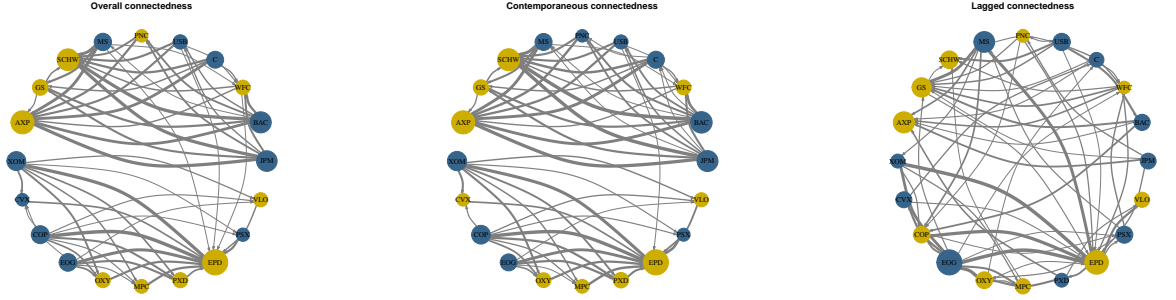 Overall connectedness
PNC
MS
USB
SCHW
C
GS
WFC
AXP
BAC
XOM
JPM
CVX
VLO
COP
PSX
EOG
EPD
OXY
MPC
PXD
Contemporaneous connectedness
PNC
MS
USB
SCHW
C
GS
WFC
AXP
BAC
XOM
JPM
CVX
VLO
COP
PSX
EOG
EPD
OXY
MPC
PXD
Lagged connectedness
PNC
MS
USB
SCHW
C
GS
WFC
AXP
BAC
XOM
JPM
CVX
VLO
COP
PSX
EOG
EPD
OXY
MPC
PXD